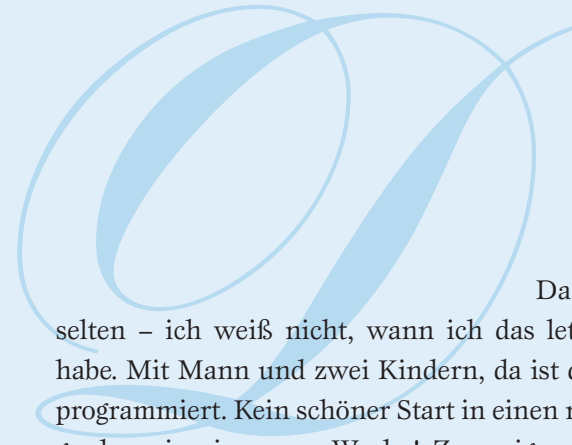 Da
selten – ich weiß nicht, wann ich das
habe. Mit Mann und zwei Kindern, da ist
programmiert. Kein schöner Start in einen